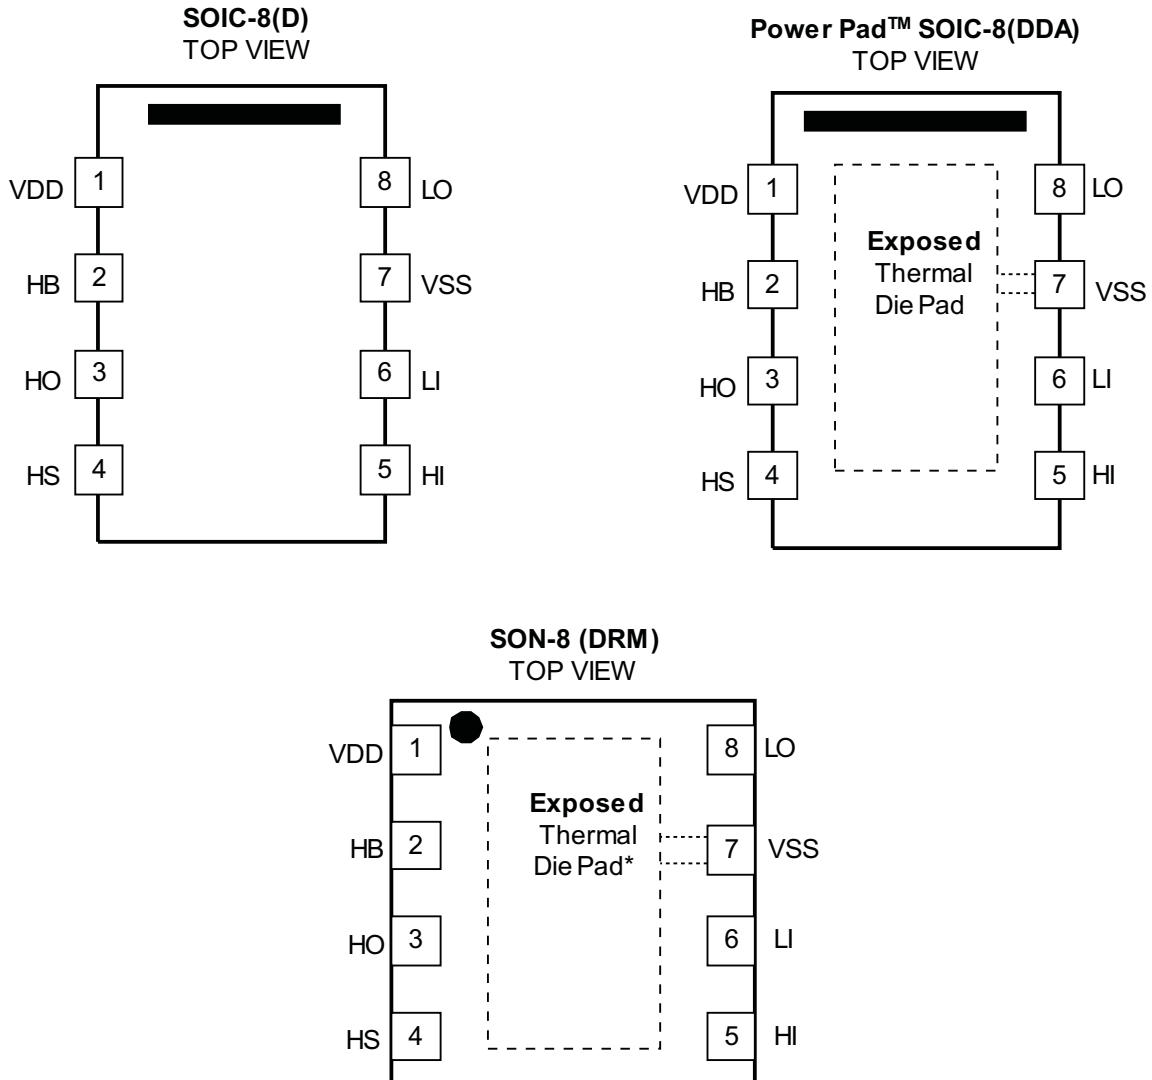 SOIC-8(D)
TOP VIEW
VDD 1 8 LO
HB 2 7 VSS
HO 3 6 LI
HS 4 5 HI
Power Pad™ SOIC-8(DDA)
TOP VIEW
VDD 1 8 LO
Exposed
Thermal
Die Pad
HB 2 7 VSS
HO 3 6 LI
HS 4 5 HI
SON-8 (DRM)
TOP VIEW
VDD 1 8 LO
Exposed
Thermal
Die Pad*
HB 2 7 VSS
HO 3 6 LI
HS 4 5 HI